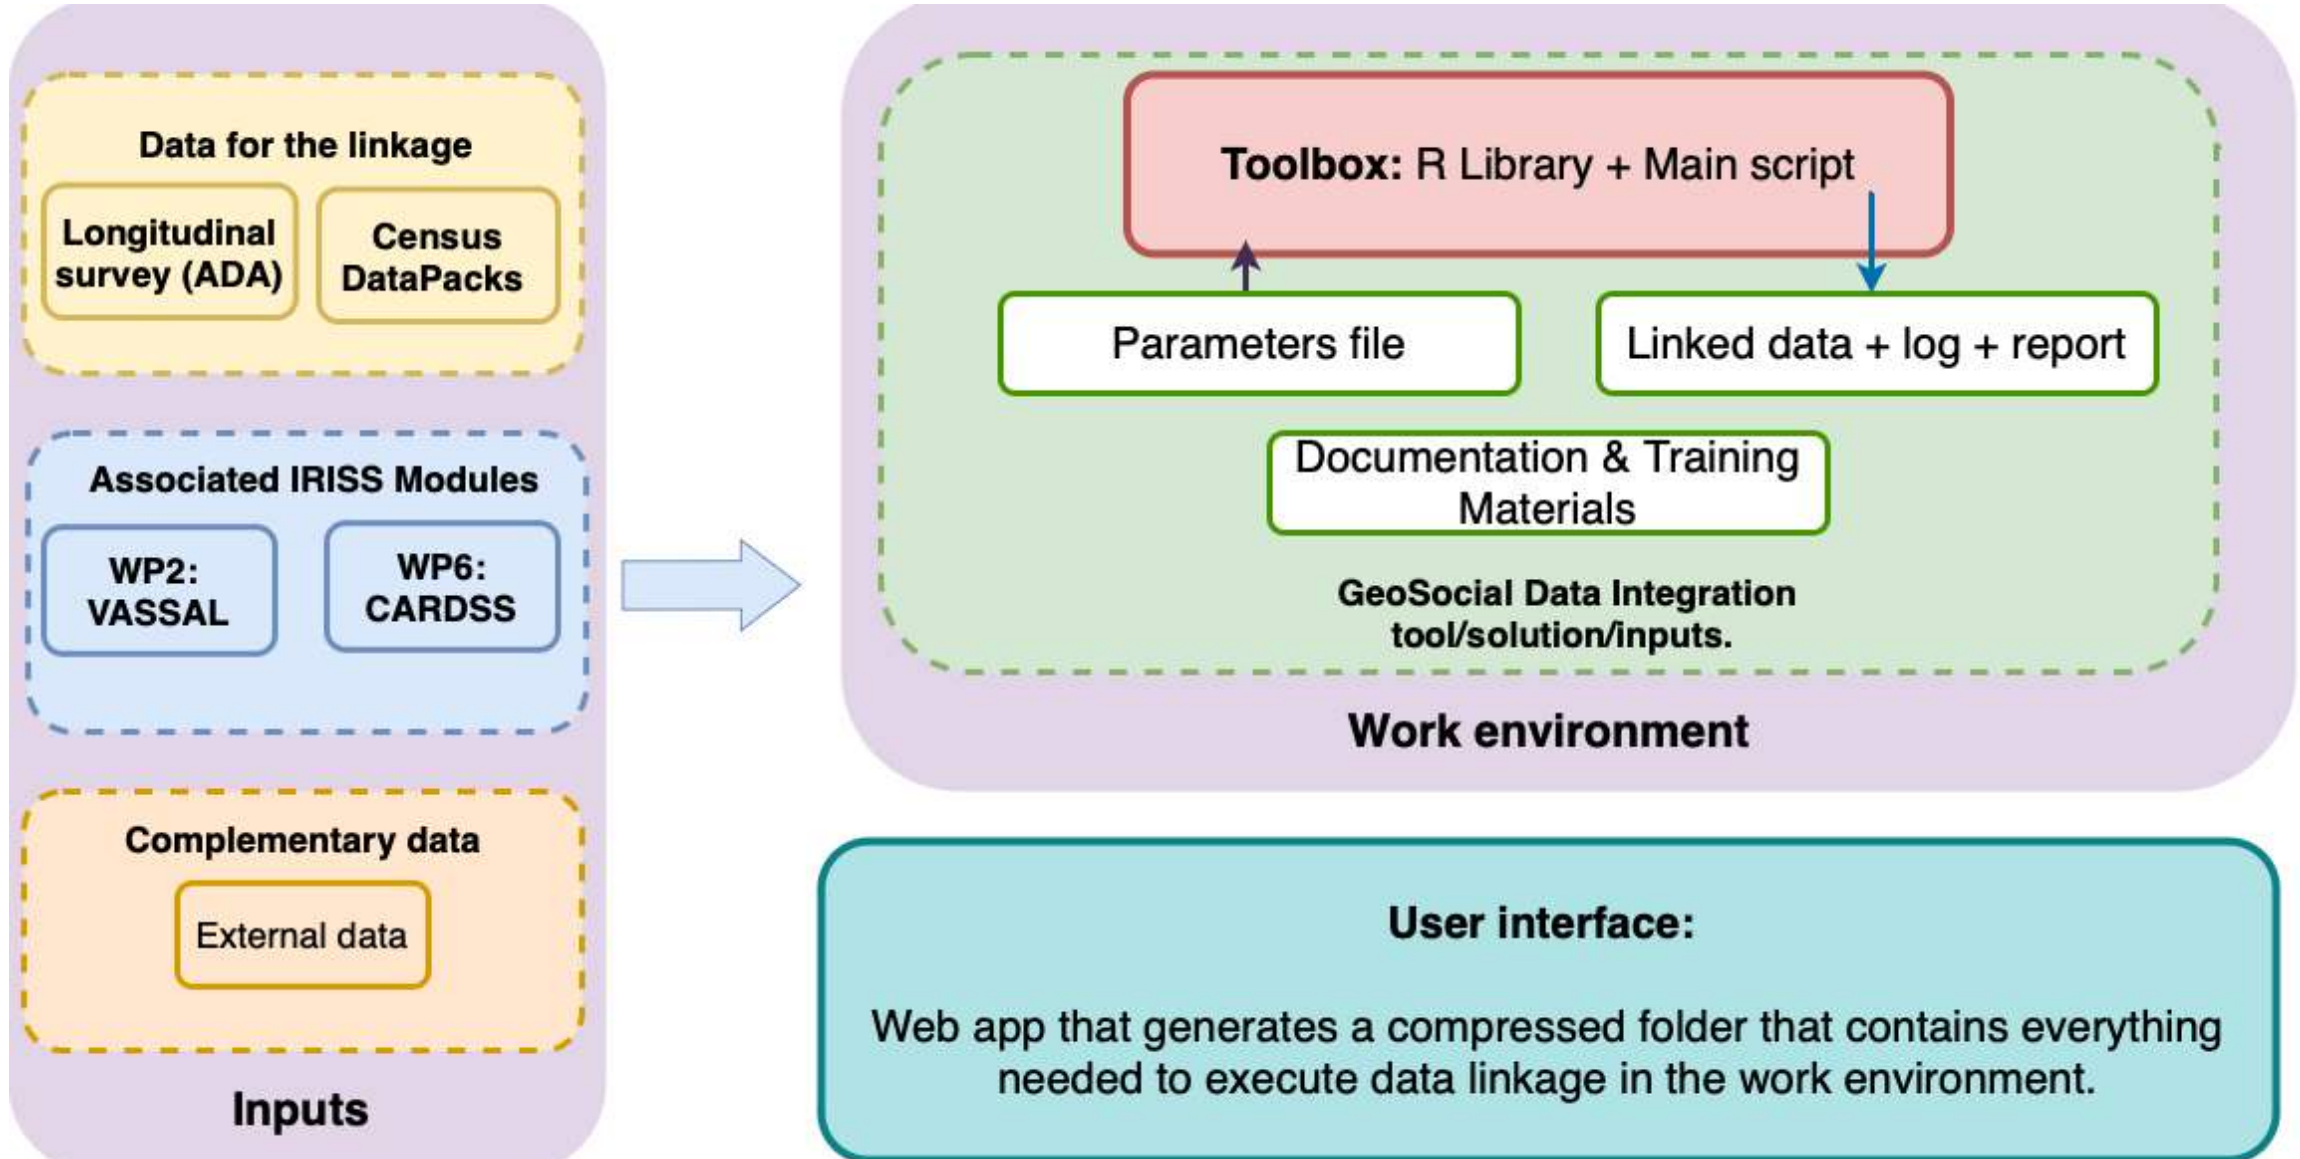 Data for the linkage
Longitudinal
survey (ADA)
Census
DataPacks
Associated IRISS Modules
WP2:
VASSAL
WP6:
CARDSS
Complementary data
External data
Inputs
Toolbox: R Library + Main script
Parameters file
Linked data + log + report
Documentation & Training
Materials
GeoSocial Data Integration
tool/solution/inputs.
Work environment
User interface:
Web app that generates a compressed folder that contains everything
needed to execute data linkage in the work environment.